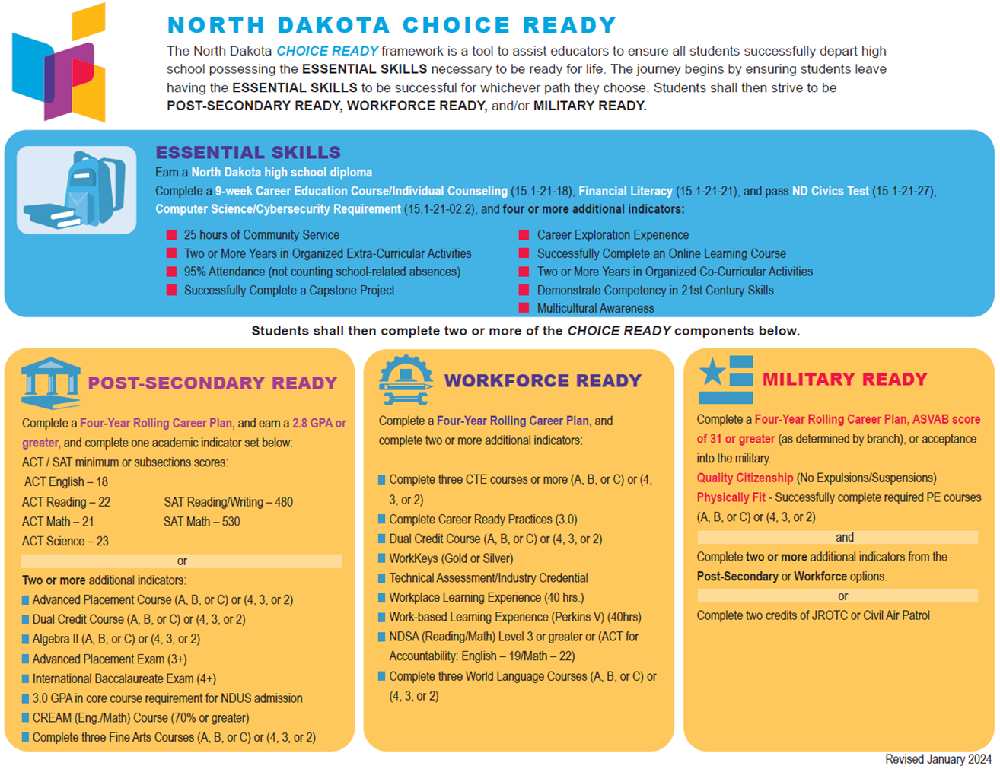 NORTH DAKOTA CHOICE READY
The North Dakota CHOICE READY framework is a tool to assist educators to ensure all students successfully depart high
school possessing the ESSENTIAL SKILLS necessary to be ready for life. The journey begins by ensuring students leave
having the ESSENTIAL SKILLS to be successful for whichever path they choose. Students shall then strive to be
POST-SECONDARY READY, WORKFORCE READY, and/or MILITARY READY.
ESSENTIAL SKILLS
Earn a North Dakota high school diploma
Complete a 9-week Career Education Course/Individual Counseling (15.1-21-18), Financial Literacy (15.1-21-21), and pass ND Civics Test (15.1-21-27),
Computer Science/Cybersecurity Requirement (15.1-21-02.2), and four or more additional indicators:
25 hours of Community Service
Two or More Years in Organized Extra-Curricular Activities
95% Attendance (not counting school-related absences)
Successfully Complete a Capstone Project
Career Exploration Experience
Successfully Complete an Online Learning Course
Two or More Years in Organized Co-Curricular Activities
Demonstrate Competency in 21st Century Skills
Multicultural Awareness
Students shall then complete two or more of the CHOICE READY components below.
POST-SECONDARY READY
Complete a Four-Year Rolling Career Plan, and earn a 2.8 GPA or
greater, and complete one academic indicator set below:
ACT / SAT minimum or subsections scores:
ACT English – 18
ACT Reading – 22 SAT Reading/Writing – 480
ACT Math – 21 SAT Math – 530
ACT Science – 23
or
Two or more additional indicators:
Advanced Placement Course (A, B, or C) or (4, 3, or 2)
Dual Credit Course (A, B, or C) or (4, 3, or 2)
Algebra II (A, B, or C) or (4, 3, or 2)
Advanced Placement Exam (3+)
International Baccalaureate Exam (4+)
3.0 GPA in core course requirement for NDUS admission
CREAM (Eng./Math) Course (70% or greater)
Complete three Fine Arts Courses (A, B, or C) or (4, 3, or 2)
WORKFORCE READY
Complete a Four-Year Rolling Career Plan, and
complete two or more additional indicators:
Complete three CTE courses or more (A, B, or C) or (4,
3, or 2)
Complete Career Ready Practices (3.0)
Dual Credit Course (A, B, or C) or (4, 3, or 2)
WorkKeys (Gold or Silver)
Technical Assessment/Industry Credential
Workplace Learning Experience (40 hrs.)
Work-based Learning Experience (Perkins V) (40hrs)
NDSA (Reading/Math) Level 3 or greater or (ACT for
Accountability: English – 19/Math – 22)
Complete three World Language Courses (A, B, or C) or
(4, 3, or 2)
MILITARY READY
Complete a Four-Year Rolling Career Plan, ASVAB score
of 31 or greater (as determined by branch), or acceptance
into the military.
Quality Citizenship (No Expulsions/Suspensions)
Physically Fit - Successfully complete required PE courses
(A, B, or C) or (4, 3, or 2)
and
Complete two or more additional indicators from the
Post-Secondary or Workforce options.
or
Complete two credits of JROTC or Civil Air Patrol
Revised January 2024